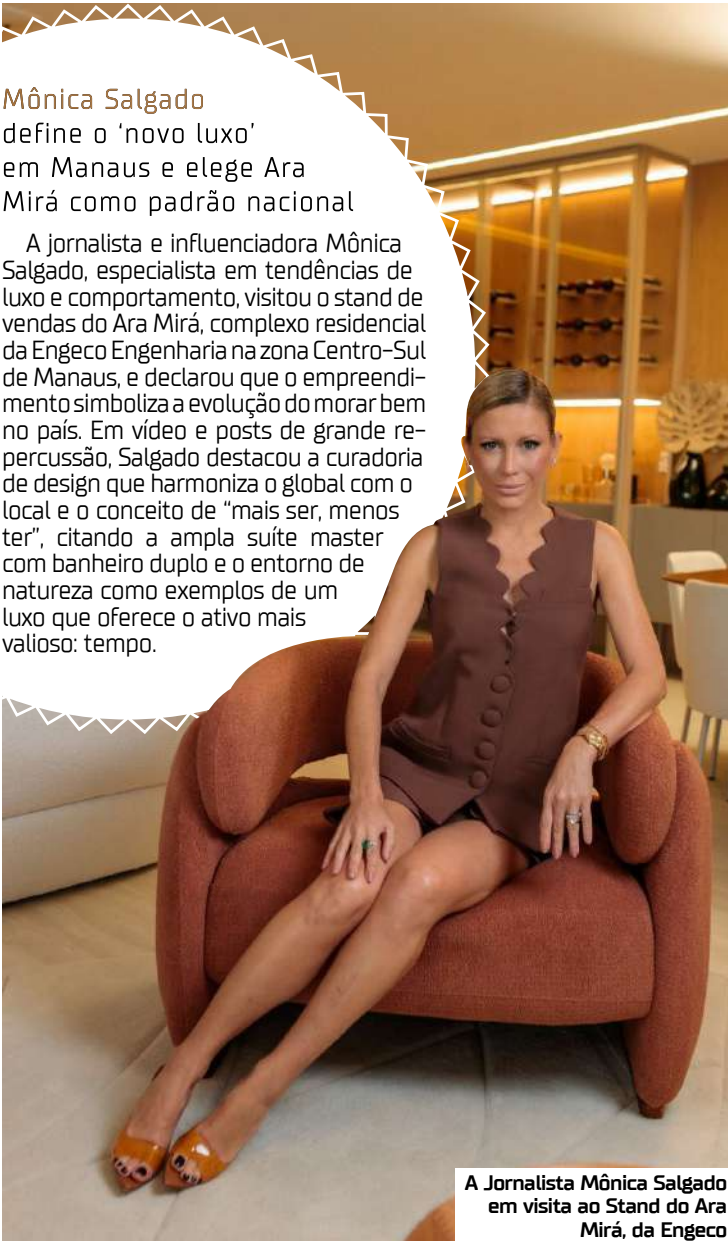 Mônica Salgado
define o ‘novo luxo’
em Manaus e elege Ara
Mirá como padrão nacional
A jornalista e influenciadora Mônica
Salgado, especialista em tendências de
luxo e comportamento, visitou o stand de
vendas do Ara Mirá, complexo residencial
da Engeco Engenharia na zona Centro-Sul
de Manaus, e declarou que o empreendi-
mento simboliza a evolução do morar bem
no país. Em vídeo e posts de grande re-
percussão, Salgado destacou a curadoria
de design que harmoniza o global com o
local e o conceito de “mais ser, menos
ter”, citando a ampla suíte master
com banheiro duplo e o entorno de
natureza como exemplos de um
luxo que oferece o ativo mais
valioso: tempo.
A Jornalista Mônica Salgado
em visita ao Stand do Ara
Mirá, da Engeco